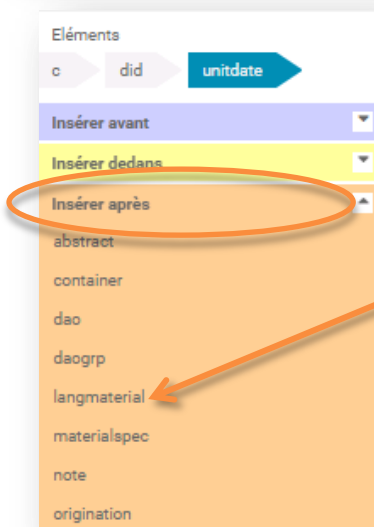 Eléments
c did unitdate
Insérer avant
Insérer dedans
Insérer après
abstract
container
dao
daogrp
langmaterial
materialspec
note
origination